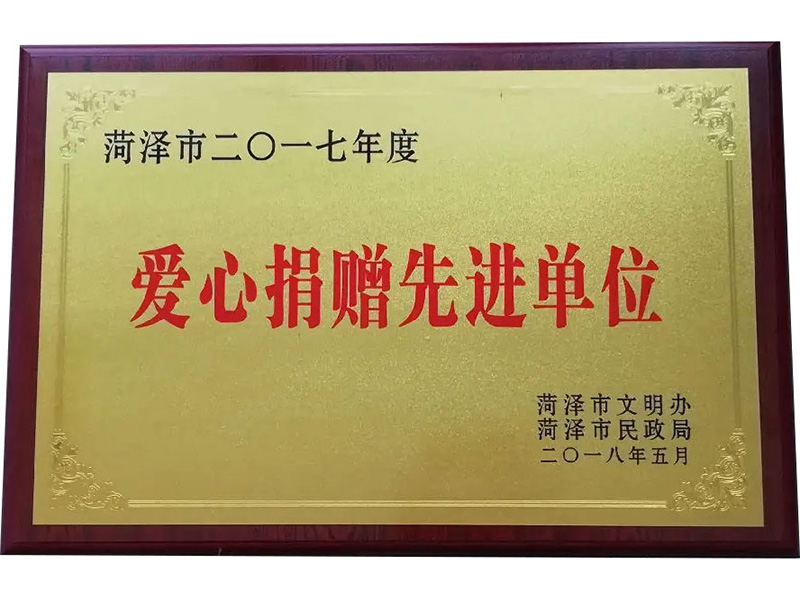 菏泽市二〇一七年度
爱心捐赠先进单位
菏泽市文明办
菏泽市民政局
二〇一八年五月